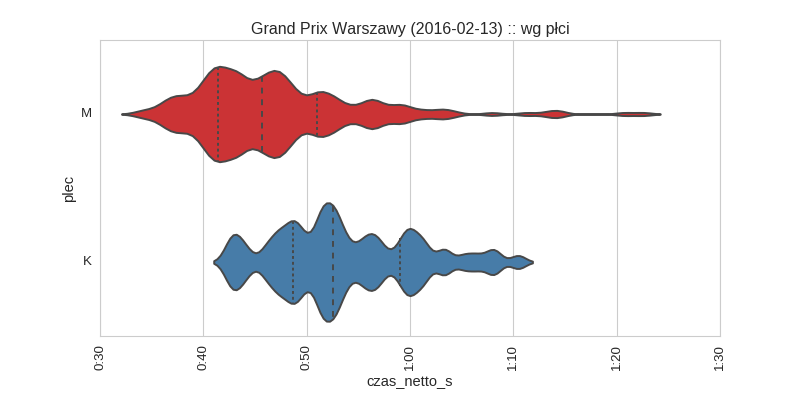 Grand Prix Warszawy (2016-02-13) :: wg płci
M
plec
K
0:30 0:40 0:50 1:00 1:10 1:20 1:30
czas_netto_s